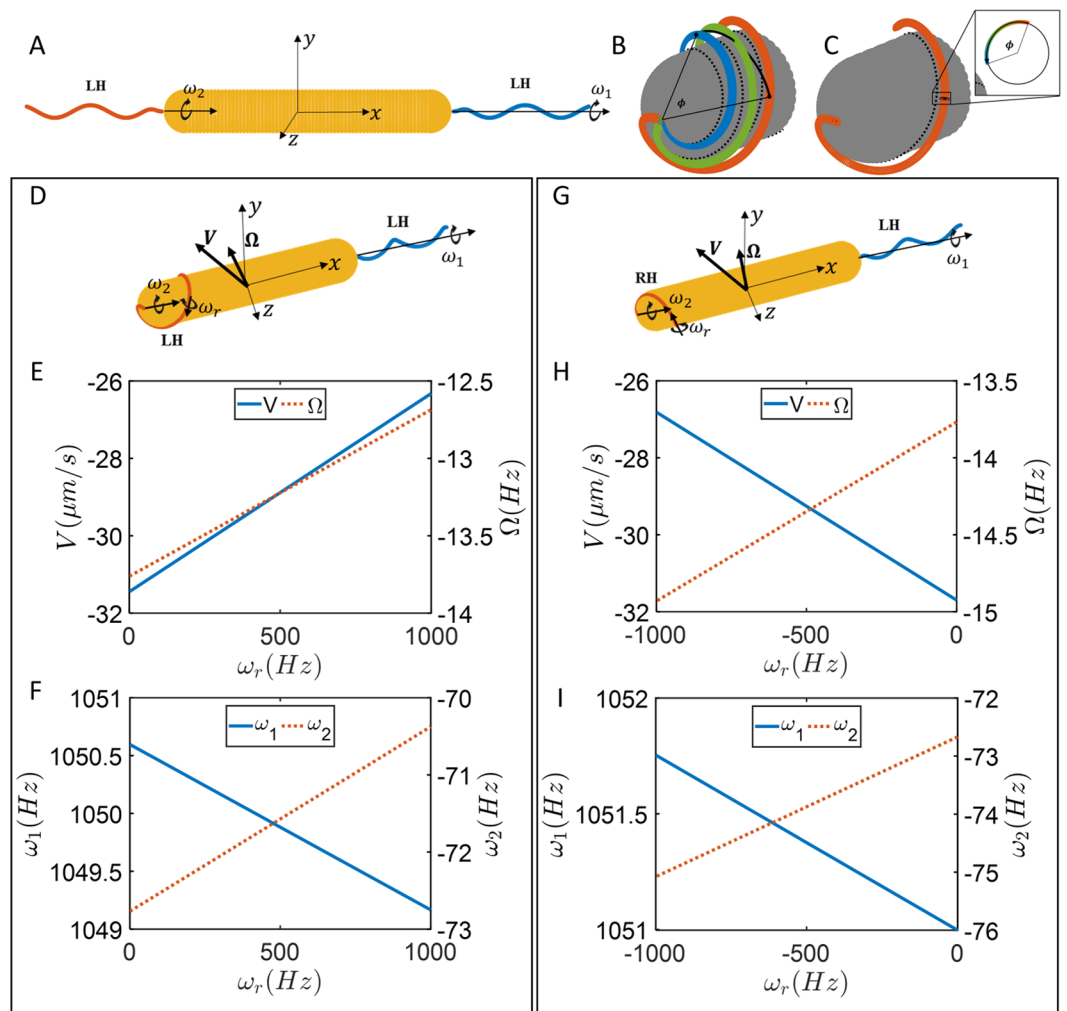 A
LH
ω₂
y
x
z
LH
ω₁
B
ϕ
C
ϕ
D
V
Ω
y
LH
ω₁
x
z
ω₂
ωᵣ
LH
G
V
Ω
y
LH
ω₁
x
z
RH
ω₂
ωᵣ
E
V Ω
-26
-28
-30
-32
V(μm/s)
-12.5
-13
-13.5
-14
Ω(Hz)
0 500 1000
ωᵣ(Hz)
H
V Ω
-26
-28
-30
-32
V(μm/s)
-13.5
-14
-14.5
-15
Ω(Hz)
-1000 -500 0
ωᵣ(Hz)
F
ω₁ ω₂
1051
1050.5
1050
1049.5
1049
ω₁(Hz)
-70
-71
-72
-73
ω₂(Hz)
0 500 1000
ωᵣ(Hz)
I
ω₁ ω₂
1052
1051.5
1051
ω₁(Hz)
-72
-73
-74
-75
-76
ω₂(Hz)
-1000 -500 0
ωᵣ(Hz)